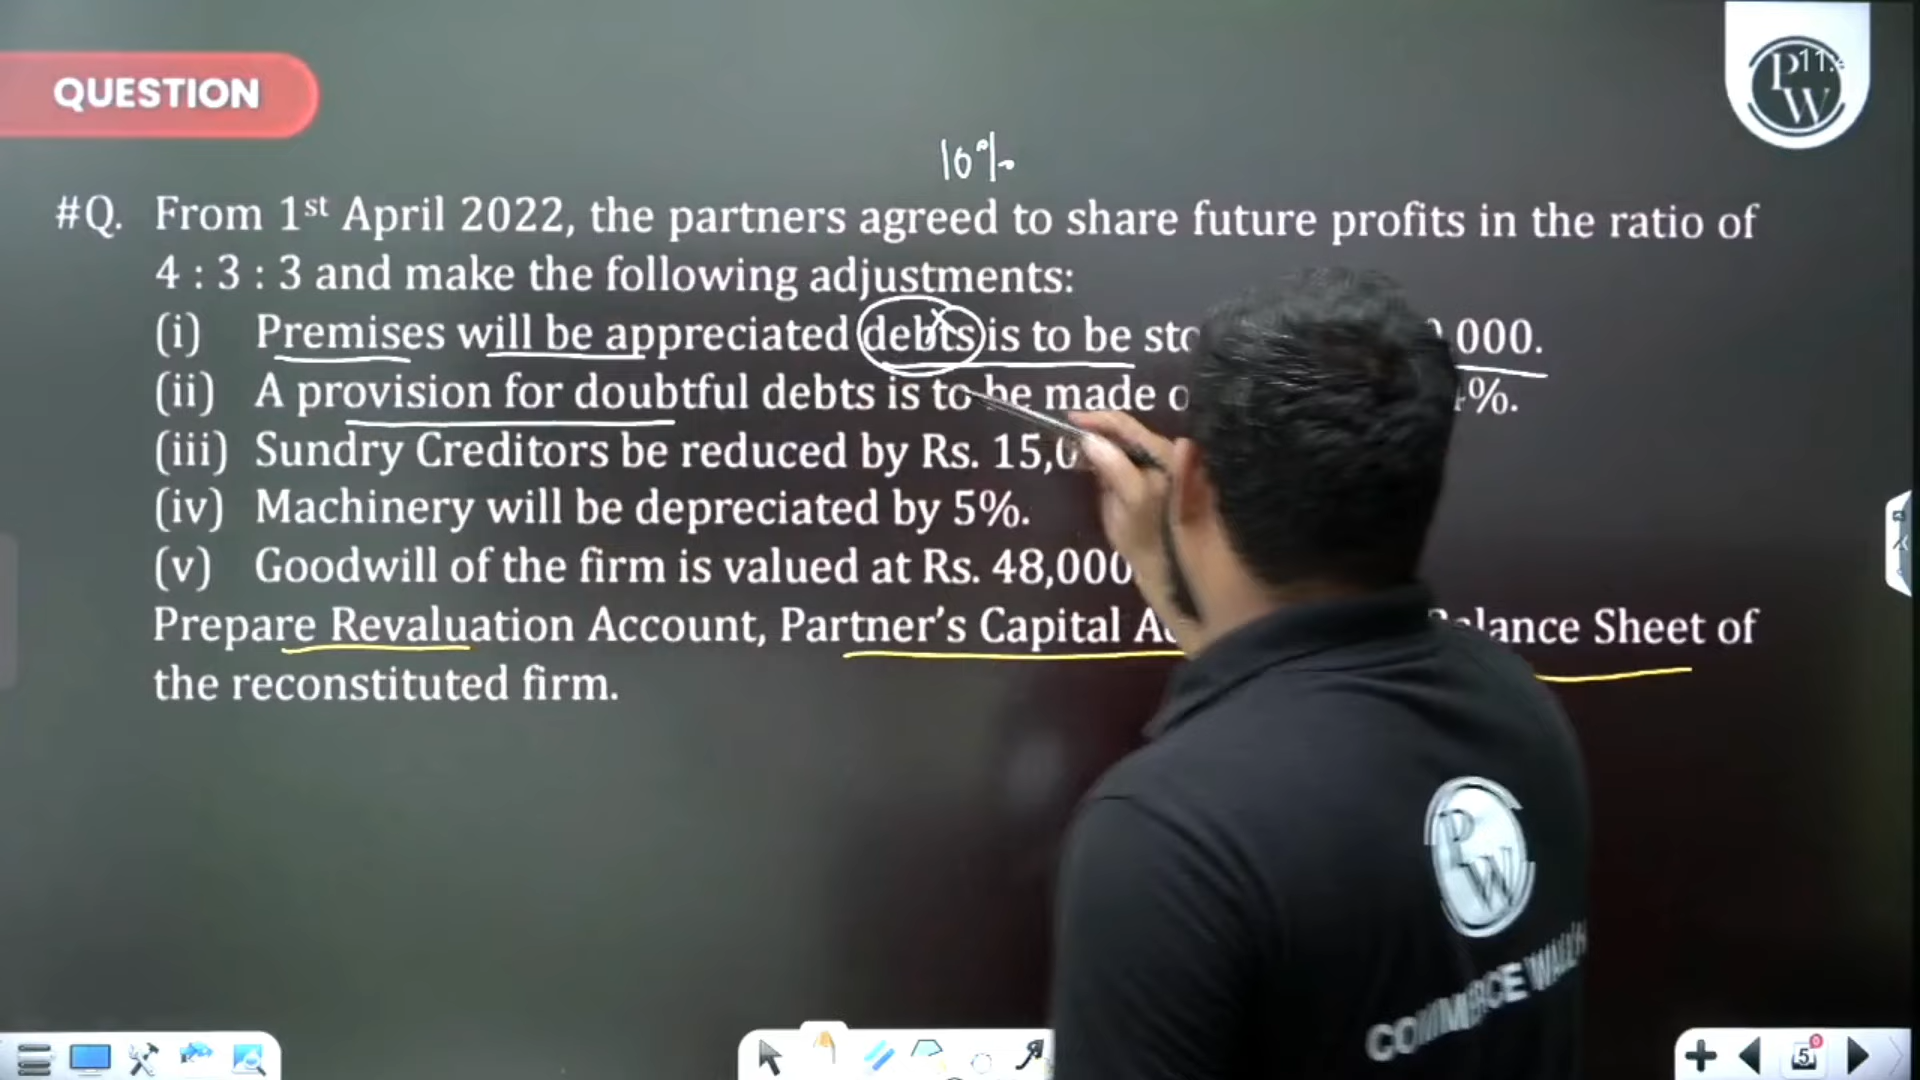 QUESTION
PW
11:
10%
#Q. From 1st April 2022, the partners agreed to share future profits in the ratio of
4 : 3 : 3 and make the following adjustments:
(i) Premises will be appreciated debts is to be 000.
(ii) A provision for doubtful debts is to be made %.
(iii) Sundry Creditors be reduced by Rs.
(iv) Machinery will be depreciated by 5%.
(v) Goodwill of the firm is valued at Rs. 48,000
Prepare Revaluation Account, Partner's Capital Sheet of
the reconstituted firm.
PW
COMMERCE
5
0